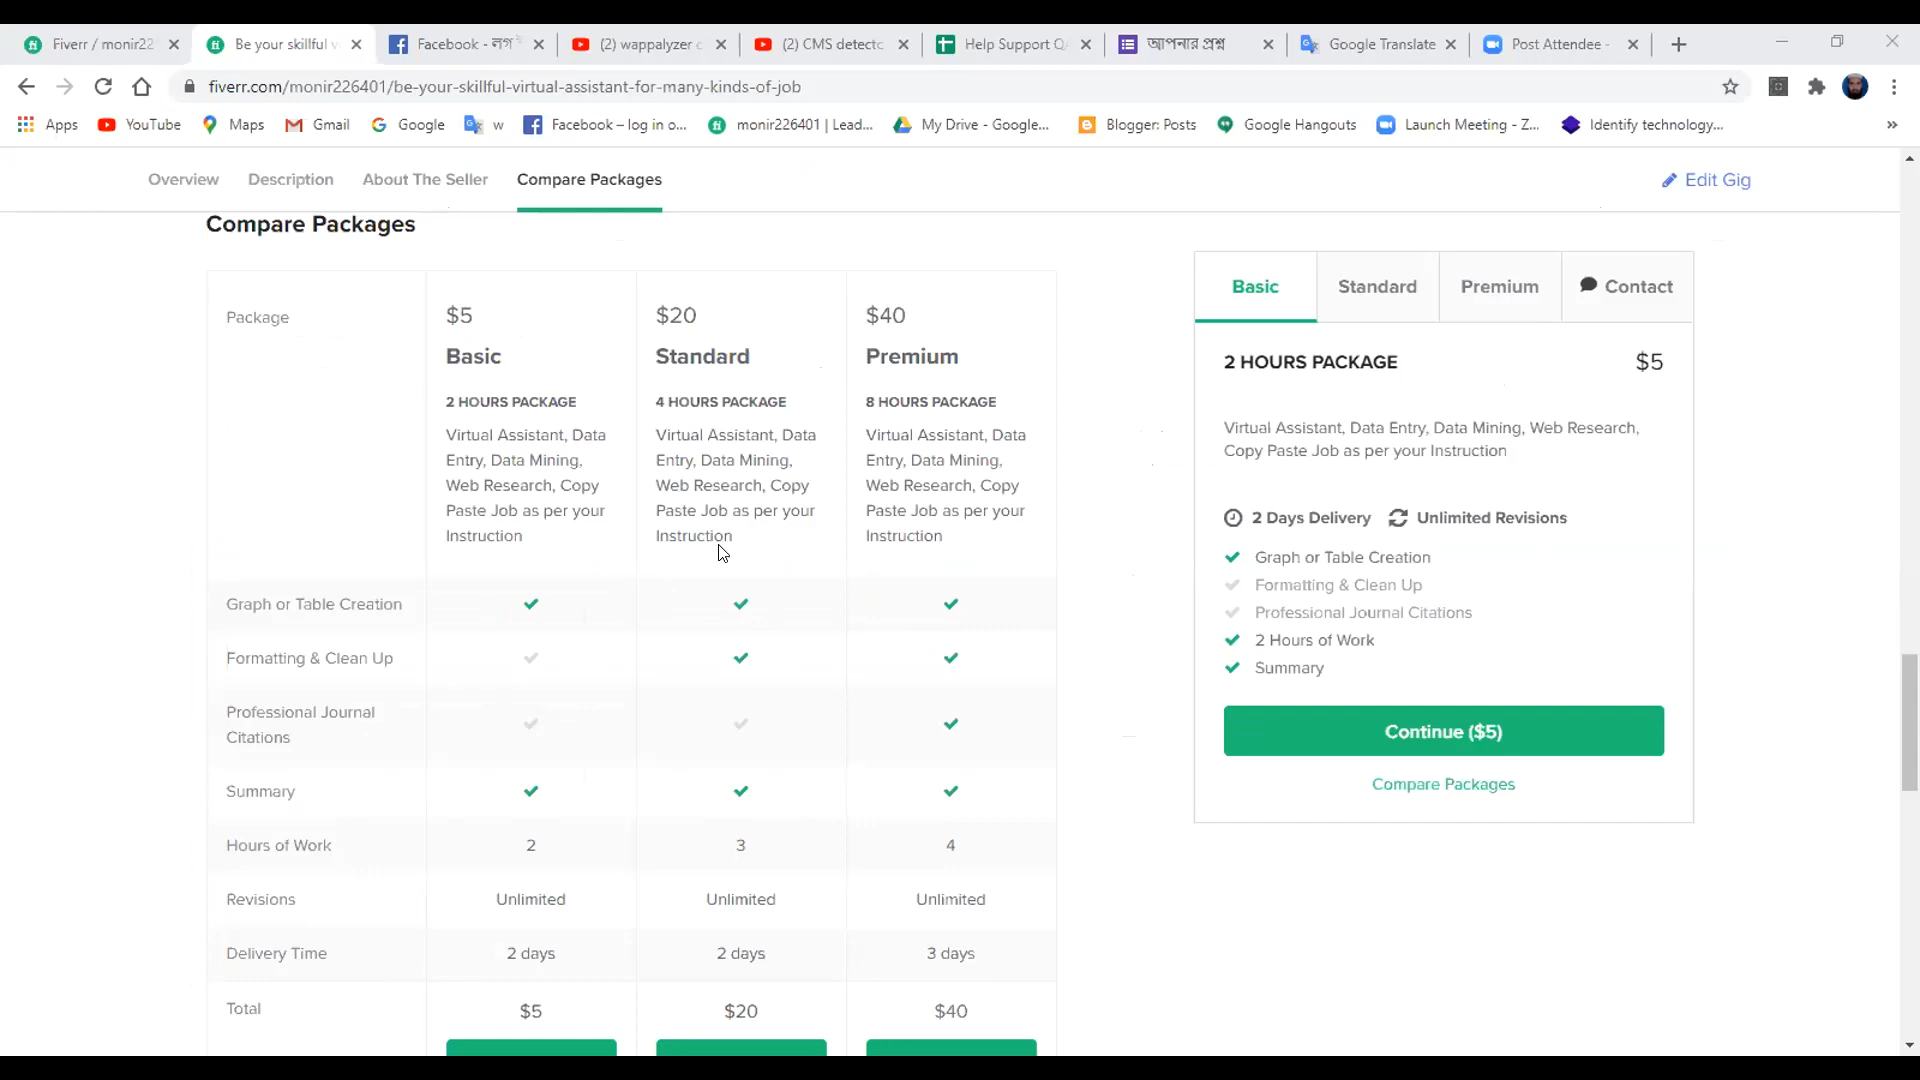 Fiverr / monir22
Be your skillful v
Facebook - লগ ই
(2) wappalyzer c
(2) CMS detecto
Help Support Q
আপনার প্রশ্ন
Google Translate
Post Attendee -
fiverr.com/monir226401/be-your-skillful-virtual-assistant-for-many-kinds-of-job
Apps
YouTube
Maps
Gmail
Google
w
Facebook – log in o...
monir226401 | Lead...
My Drive - Google...
Blogger: Posts
Google Hangouts
Launch Meeting - Z...
Identify technology...
Overview
Description
About The Seller
Compare Packages
Edit Gig
Compare Packages
Package
$5
Basic
2 HOURS PACKAGE
Virtual Assistant, Data
Entry, Data Mining,
Web Research, Copy
Paste Job as per your
Instruction
$20
Standard
4 HOURS PACKAGE
Virtual Assistant, Data
Entry, Data Mining,
Web Research, Copy
Paste Job as per your
Instruction
$40
Premium
8 HOURS PACKAGE
Virtual Assistant, Data
Entry, Data Mining,
Web Research, Copy
Paste Job as per your
Instruction
Graph or Table Creation
Formatting & Clean Up
Professional Journal
Citations
Summary
Hours of Work 2 3 4
Revisions Unlimited Unlimited Unlimited
Delivery Time 2 days 2 days 3 days
Total $5 $20 $40
Basic
Standard
Premium
Contact
2 HOURS PACKAGE $5
Virtual Assistant, Data Entry, Data Mining, Web Research,
Copy Paste Job as per your Instruction
2 Days Delivery Unlimited Revisions
Graph or Table Creation
Formatting & Clean Up
Professional Journal Citations
2 Hours of Work
Summary
Continue ($5)
Compare Packages